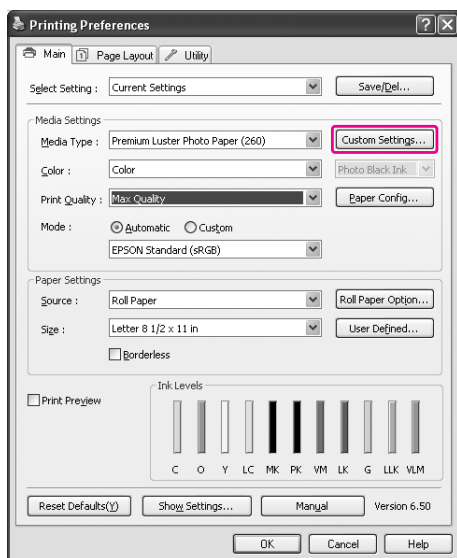 Printing Preferences
Main Page Layout Utility
Select Setting : Current Settings Save/Del...
Media Settings
Media Type : Premium Luster Photo Paper (260) Custom Settings...
Color : Color Photo Black Ink
Print Quality : Max Quality Paper Config...
Mode : Automatic Custom
EPSON Standard (sRGB)
Paper Settings
Source : Roll Paper Roll Paper Option...
Size : Letter 8 1/2 x 11 in User Defined...
Borderless
Print Preview
Ink Levels
C O Y LC MK PK VM LK G LLK VLM
Reset Defaults(Y) Show Settings... Manual Version 6.50
OK Cancel Help